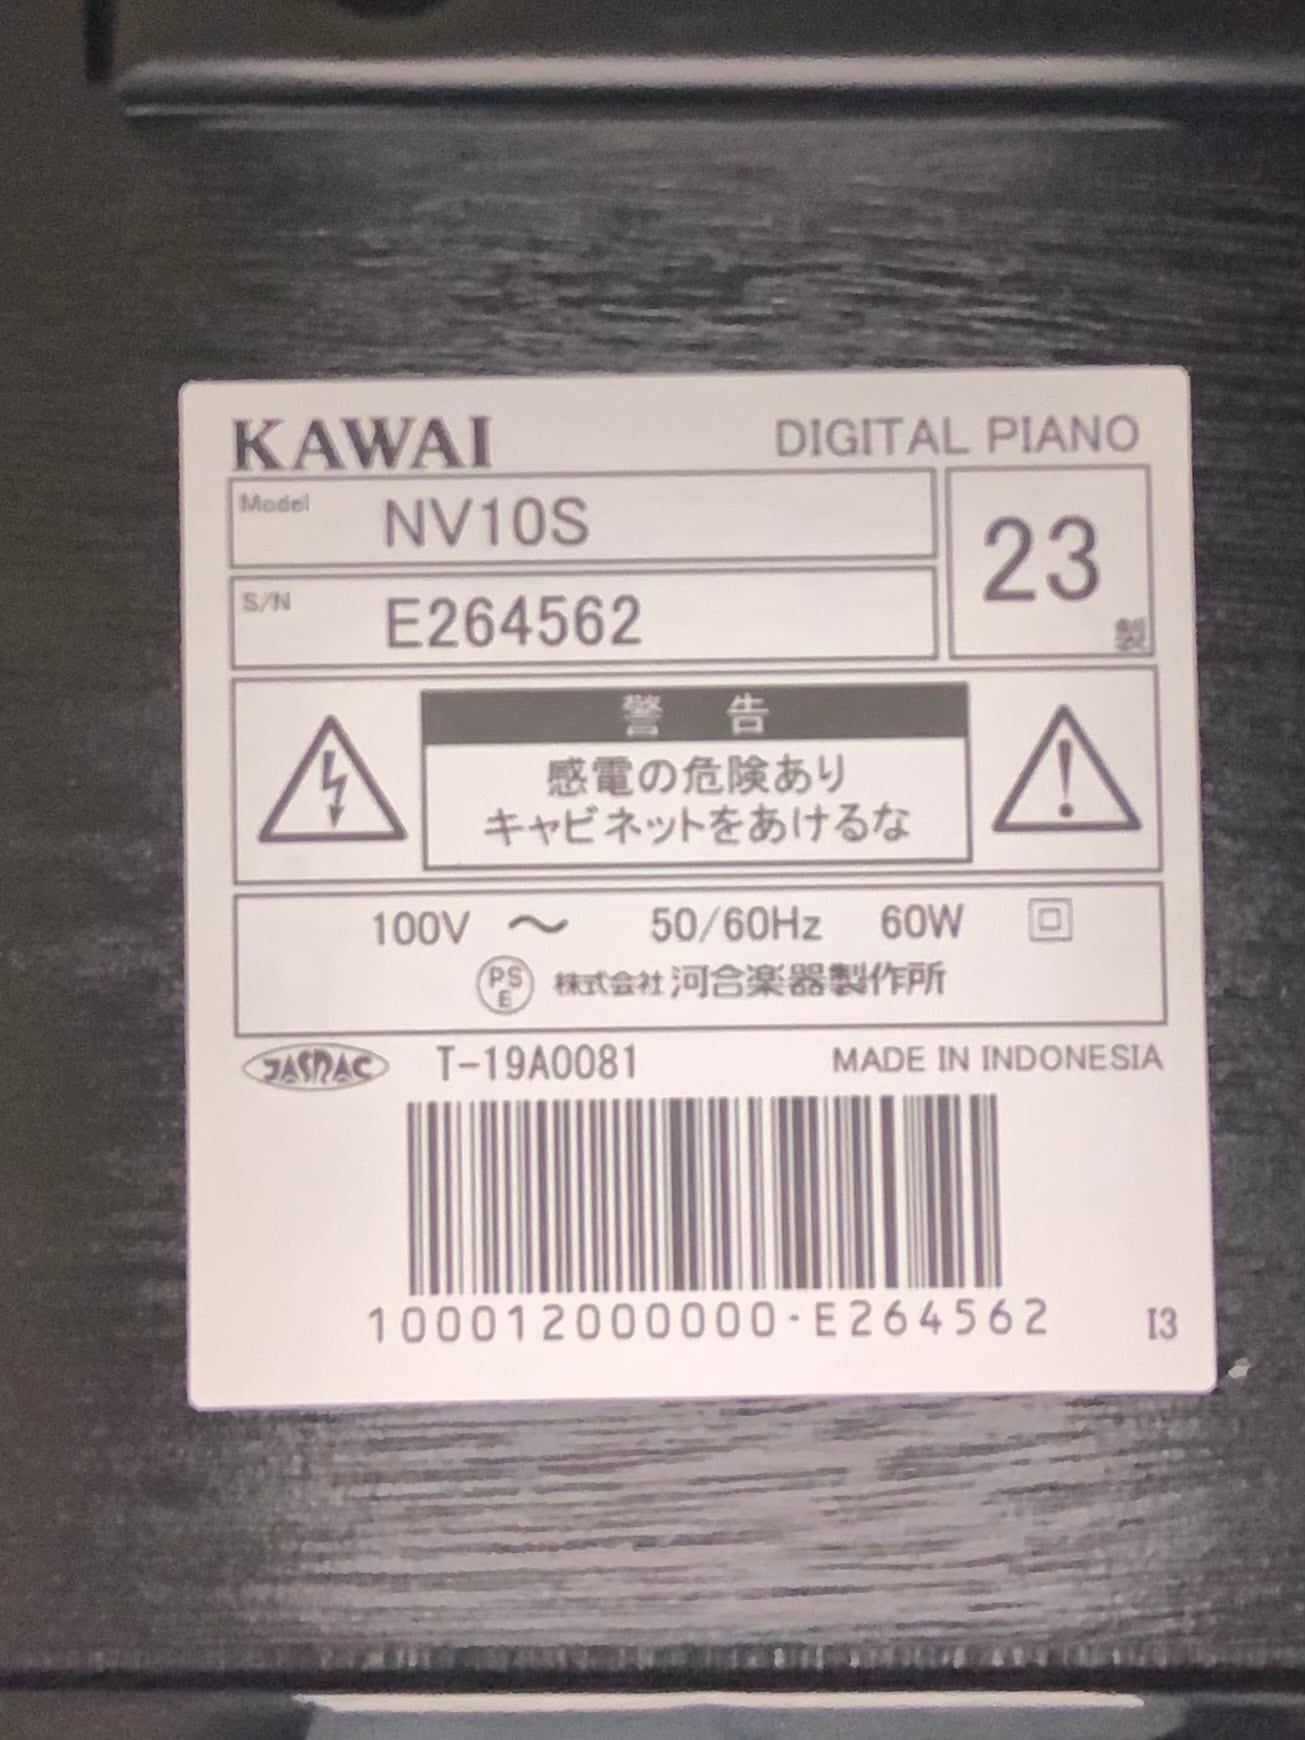 KAWAI DIGITAL PIANO
Model NV10S
S/N E264562
23
製
警 告
感電の危険あり
キャビネットをあけるな
100V ～ 50/60Hz 60W
PS
E
株式会社 河合楽器製作所
JASRAC T-19A0081 MADE IN INDONESIA
100012000000-E264562 I3